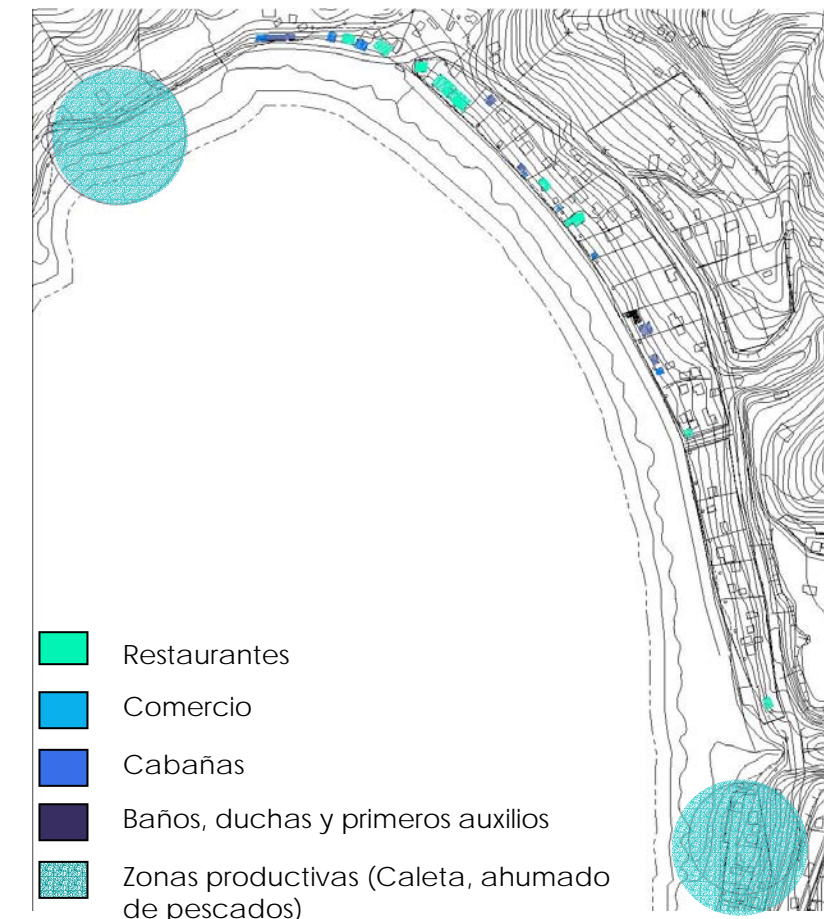 Restaurantes
Comercio
Cabañas
Baños, duchas y primeros auxilios
Zonas productivas (Caleta, ahumado
de pescados)